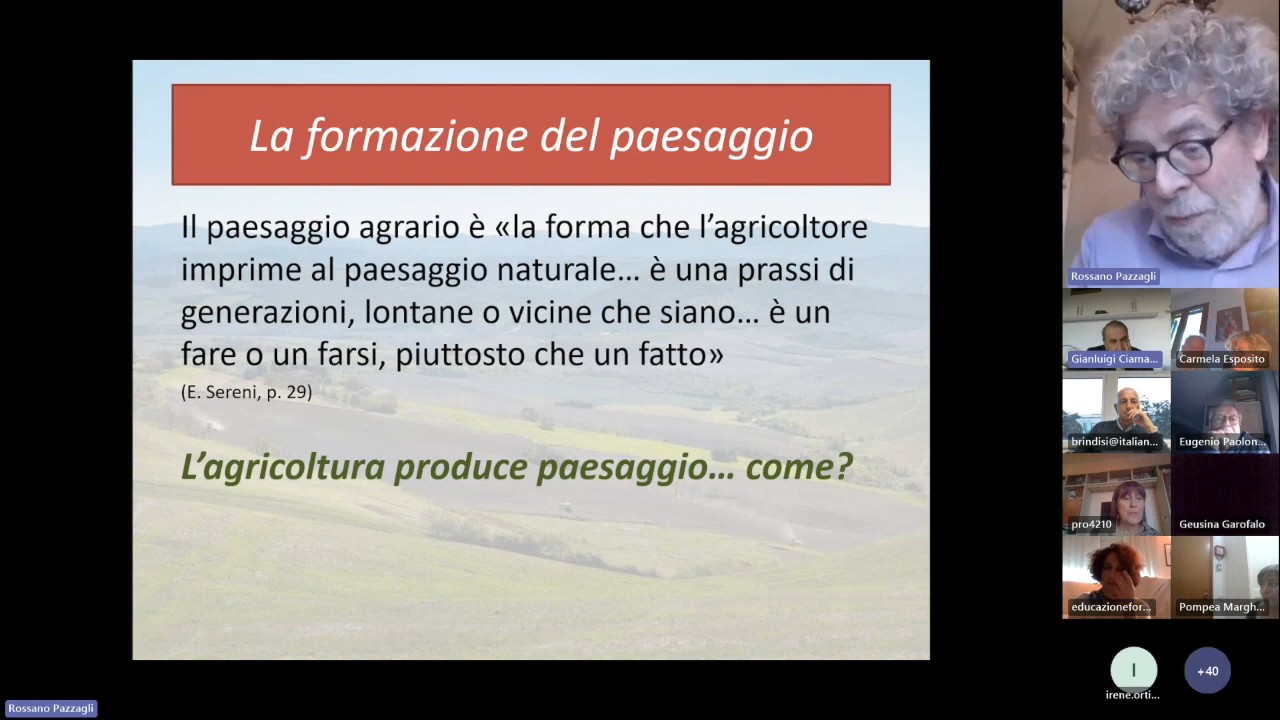 La formazione del paesaggio
Il paesaggio agrario è «la forma che l’agricoltore
imprime al paesaggio naturale… è una prassi di
generazioni, lontane o vicine che siano… è un
fare o un farsi, piuttosto che un fatto»
(E. Sereni, p. 29)
L’agricoltura produce paesaggio… come?
Rossano Pazzagli
Gianluigi Ciama...
Carmela Esposito
brindisi@italian...
Eugenio Paolon...
pro4210
Geusina Garofalo
educazionefor...
Pompea Margh...
I
irene.orti...
+40
Rossano Pazzagli